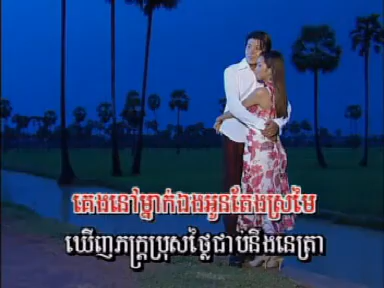 គេងនៅម្នាក់ឯងអូនតែងស្រមៃ
ឃើញភក្ត្រប្រុសថ្លៃជាប់នឹងនេត្រា